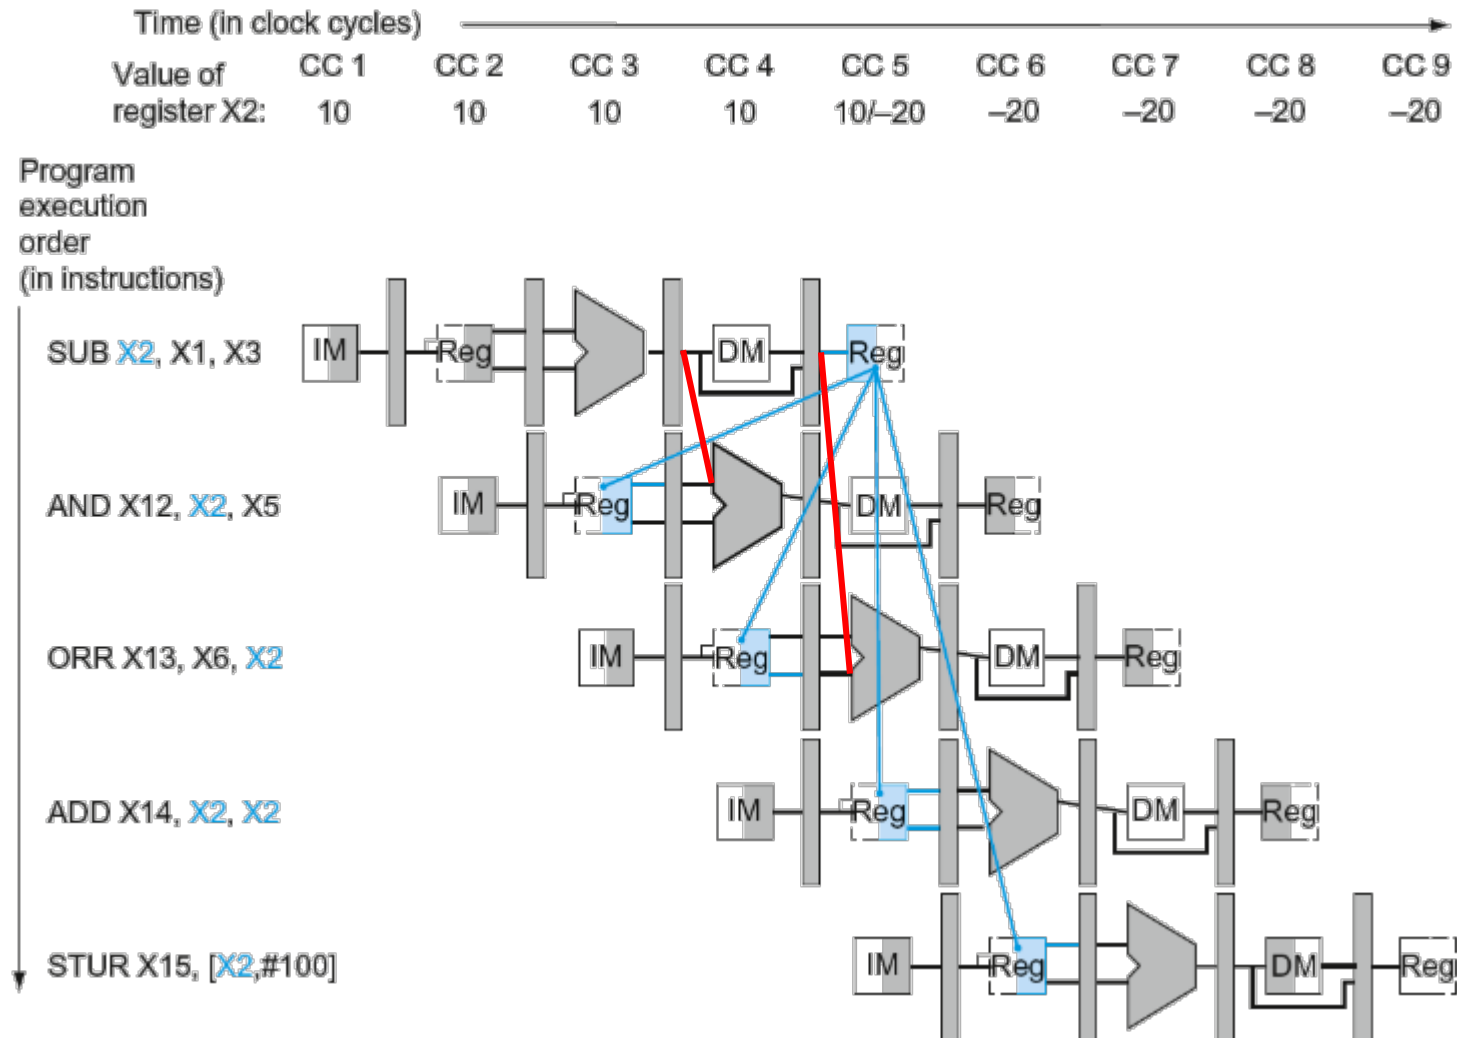 Time (in clock cycles)
Value of register X2:
CC 1 CC 2 CC 3 CC 4 CC 5 CC 6 CC 7 CC 8 CC 9
10 10 10 10 10/–20 –20 –20 –20 –20
Program
execution
order
(in instructions)
SUB X2, X1, X3
IM Reg DM Reg
AND X12, X2, X5
IM Reg DM Reg
ORR X13, X6, X2
IM Reg DM Reg
ADD X14, X2, X2
IM Reg DM Reg
STUR X15, [X2,#100]
IM Reg DM Reg